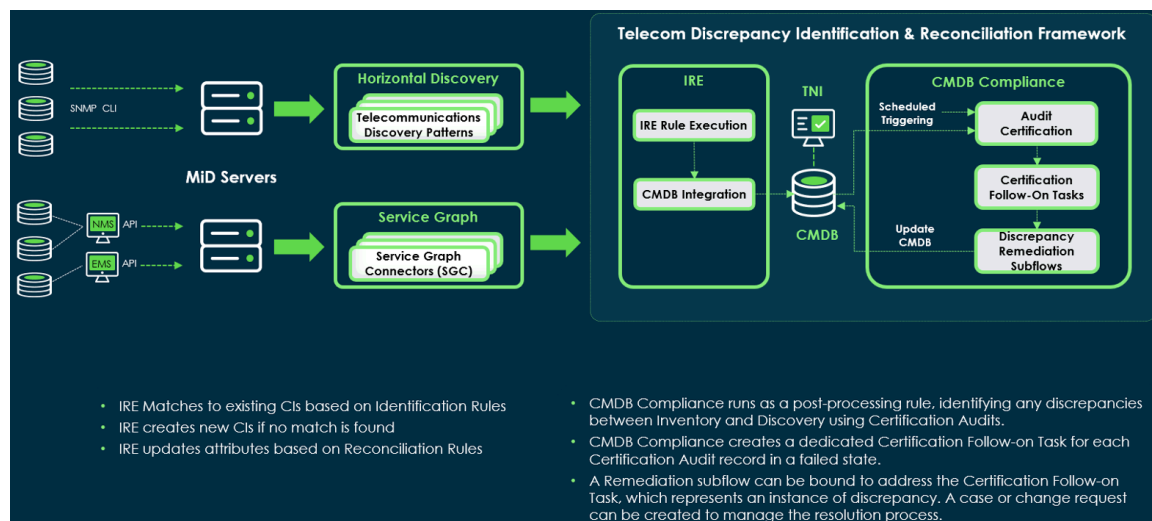 Telecom Discrepancy Identification & Reconciliation Framework
SNMP CLI
Horizontal Discovery
Telecommunications
Discovery Patterns
MiD Servers
NMS
API
EMS
API
Service Graph
Service Graph
Connectors (SGC)
IRE
IRE Rule Execution
CMDB Integration
TNI
CMDB
CMDB Compliance
Scheduled
Triggering
Audit
Certification
Certification
Follow-On Tasks
Update
CMDB
Discrepancy
Remediation
Subflows
• IRE Matches to existing CIs based on Identification Rules
• IRE creates new CIs if no match is found
• IRE updates attributes based on Reconciliation Rules
• CMDB Compliance runs as a post-processing rule, identifying any discrepancies
between Inventory and Discovery using Certification Audits.
• CMDB Compliance creates a dedicated Certification Follow-on Task for each
Certification Audit record in a failed state.
• A Remediation subflow can be bound to address the Certification Follow-on
Task, which represents an instance of discrepancy. A case or change request
can be created to manage the resolution process.